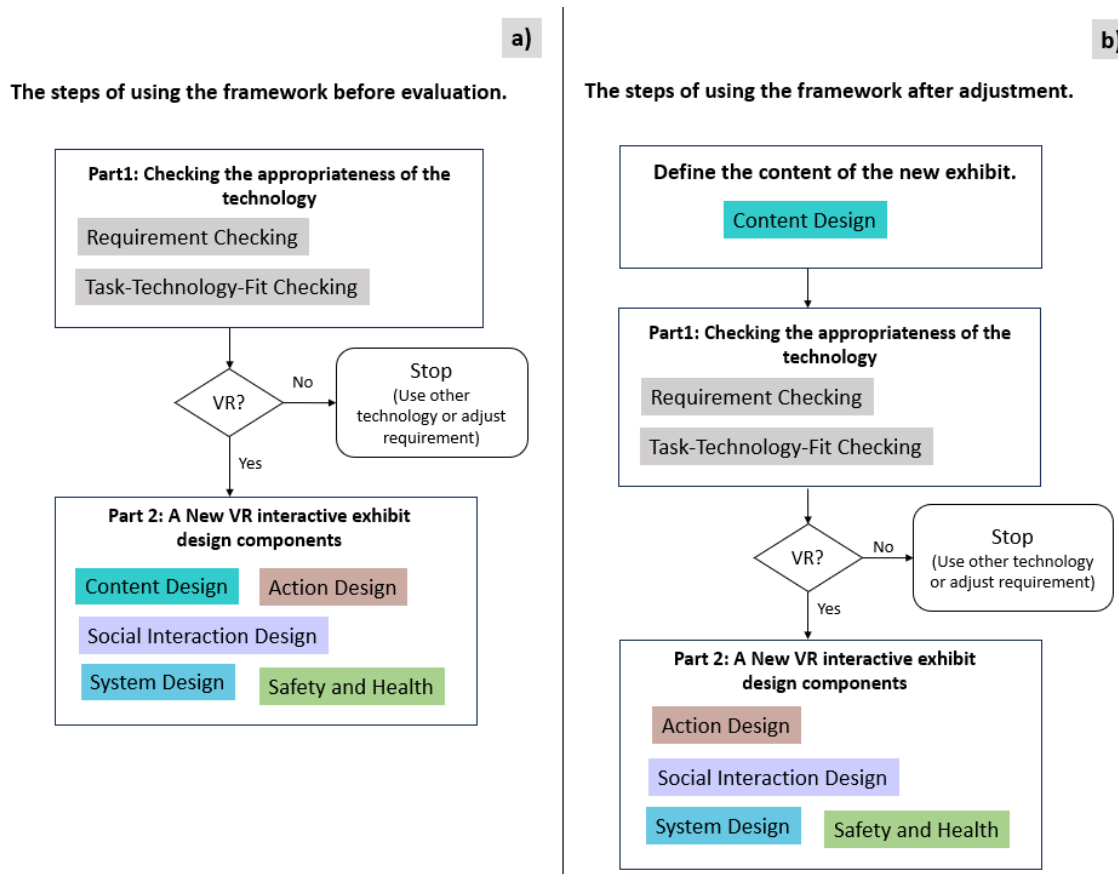 a)
The steps of using the framework before evaluation.
Part1: Checking the appropriateness of the
technology
Requirement Checking
Task-Technology-Fit Checking
VR?
No
Stop
(Use other
technology or adjust
requirement)
Yes
Part 2: A New VR interactive exhibit
design components
Content Design
Action Design
Social Interaction Design
System Design
Safety and Health
b)
The steps of using the framework after adjustment.
Define the content of the new exhibit.
Content Design
Part1: Checking the appropriateness of the
technology
Requirement Checking
Task-Technology-Fit Checking
VR?
No
Stop
(Use other technology
or adjust requirement)
Yes
Part 2: A New VR interactive exhibit
design components
Action Design
Social Interaction Design
System Design
Safety and Health